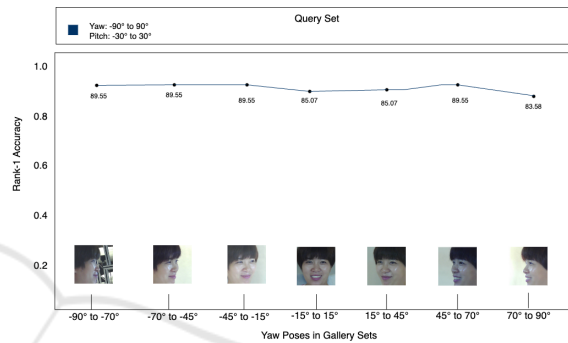 Query Set
Yaw: -90° to 90°
Pitch: -30° to 30°
1.0
0.8
0.6
0.4
0.2
Rank-1 Accuracy
89.55
89.55
89.55
85.07
85.07
89.55
83.58
-90° to -70°
-70° to -45°
-45° to -15°
-15° to 15°
15° to 45°
45° to 70°
70° to 90°
Yaw Poses in Gallery Sets